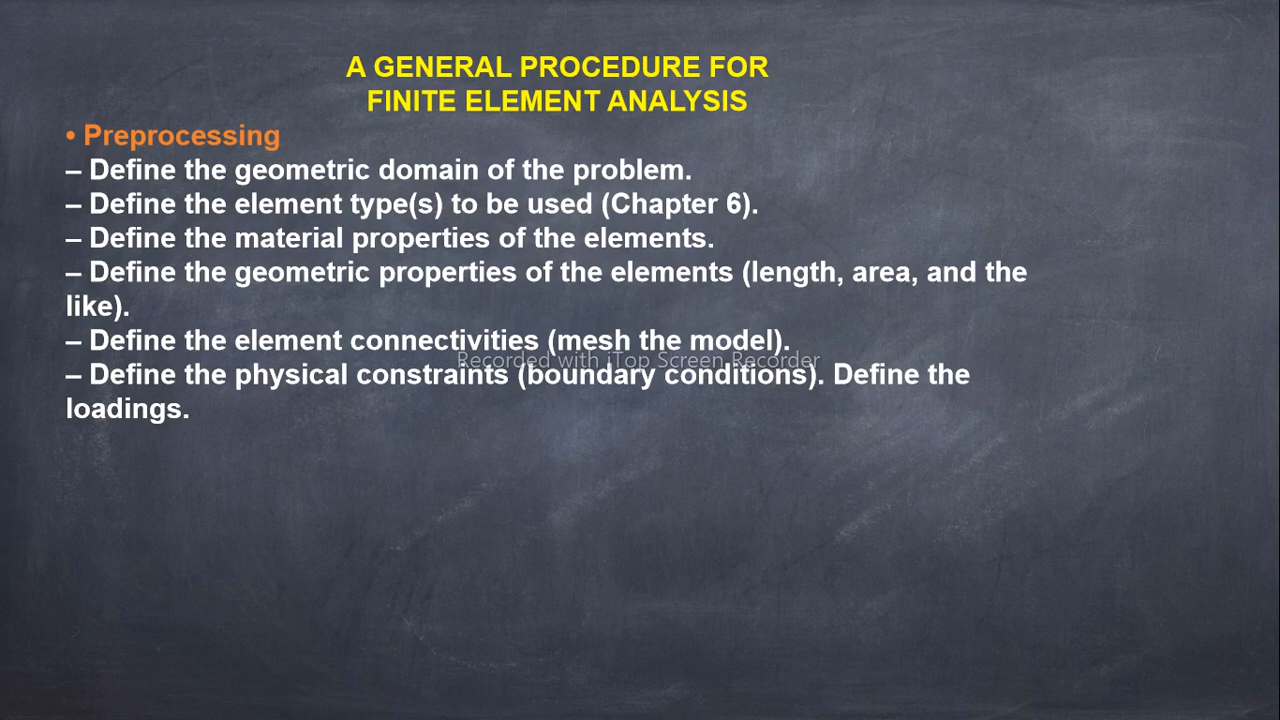 A GENERAL PROCEDURE FOR
FINITE ELEMENT ANALYSIS
• Preprocessing
– Define the geometric domain of the problem.
– Define the element type(s) to be used (Chapter 6).
– Define the material properties of the elements.
– Define the geometric properties of the elements (length, area, and the
like).
– Define the element connectivities (mesh the model).
Recorded with iTop Screen Recorder
– Define the physical constraints (boundary conditions). Define the
loadings.